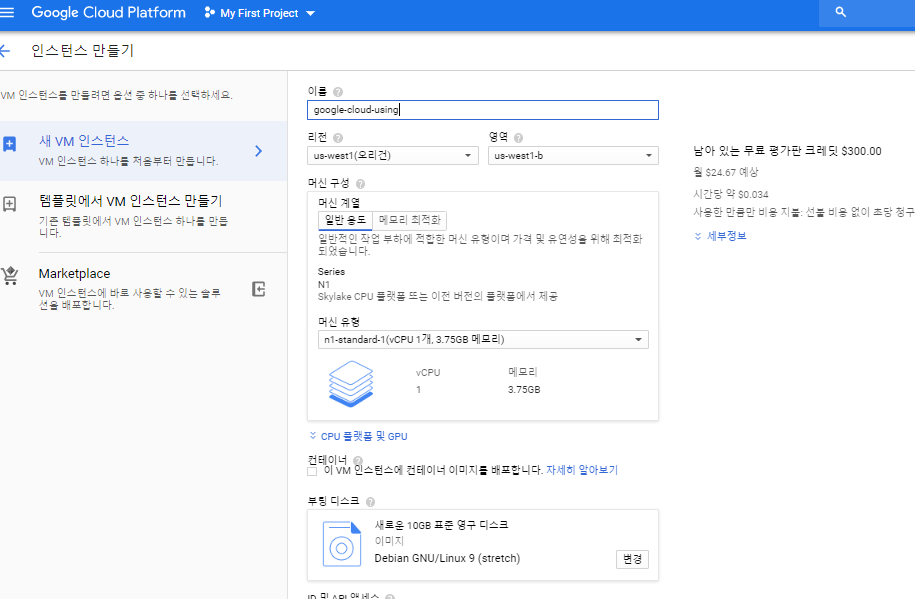 Google Cloud Platform
My First Project
인스턴스 만들기
VM 인스턴스를 만들려면 옵션 중 하나를 선택하세요.
새 VM 인스턴스
VM 인스턴스 하나를 처음부터 만듭니다.
템플릿에서 VM 인스턴스 만들기
기존 템플릿에서 VM 인스턴스 하나를 만듭
니다.
Marketplace
VM 인스턴스에 바로 사용할 수 있는 솔루
션을 배포합니다.
이름
google-cloud-using
리전
영역
us-west1(오리건)
us-west1-b
머신 구성
머신 계열
일반 용도
메모리 최적화
일반적인 작업 부하에 적합한 머신 유형이며 가격 및 유연성을 위해 최적화
되었습니다.
Series
N1
Skylake CPU 플랫폼 또는 이전 버전의 플랫폼에서 제공
머신 유형
n1-standard-1(vCPU 1개, 3.75GB 메모리)
vCPU
메모리
1
3.75GB
CPU 플랫폼 및 GPU
컨테이너
이 VM 인스턴스에 컨테이너 이미지를 배포합니다. 자세히 알아보기
부팅 디스크
새로운 10GB 표준 영구 디스크
이미지
Debian GNU/Linux 9 (stretch)
변경
ID 및 API 액세스
남아 있는 무료 평가판 크레딧 $300.00
월 $24.67 예상
시간당 약 $0.034
사용한 만큼만 비용 지불: 선불 비용 없이 초당 청구
세부정보